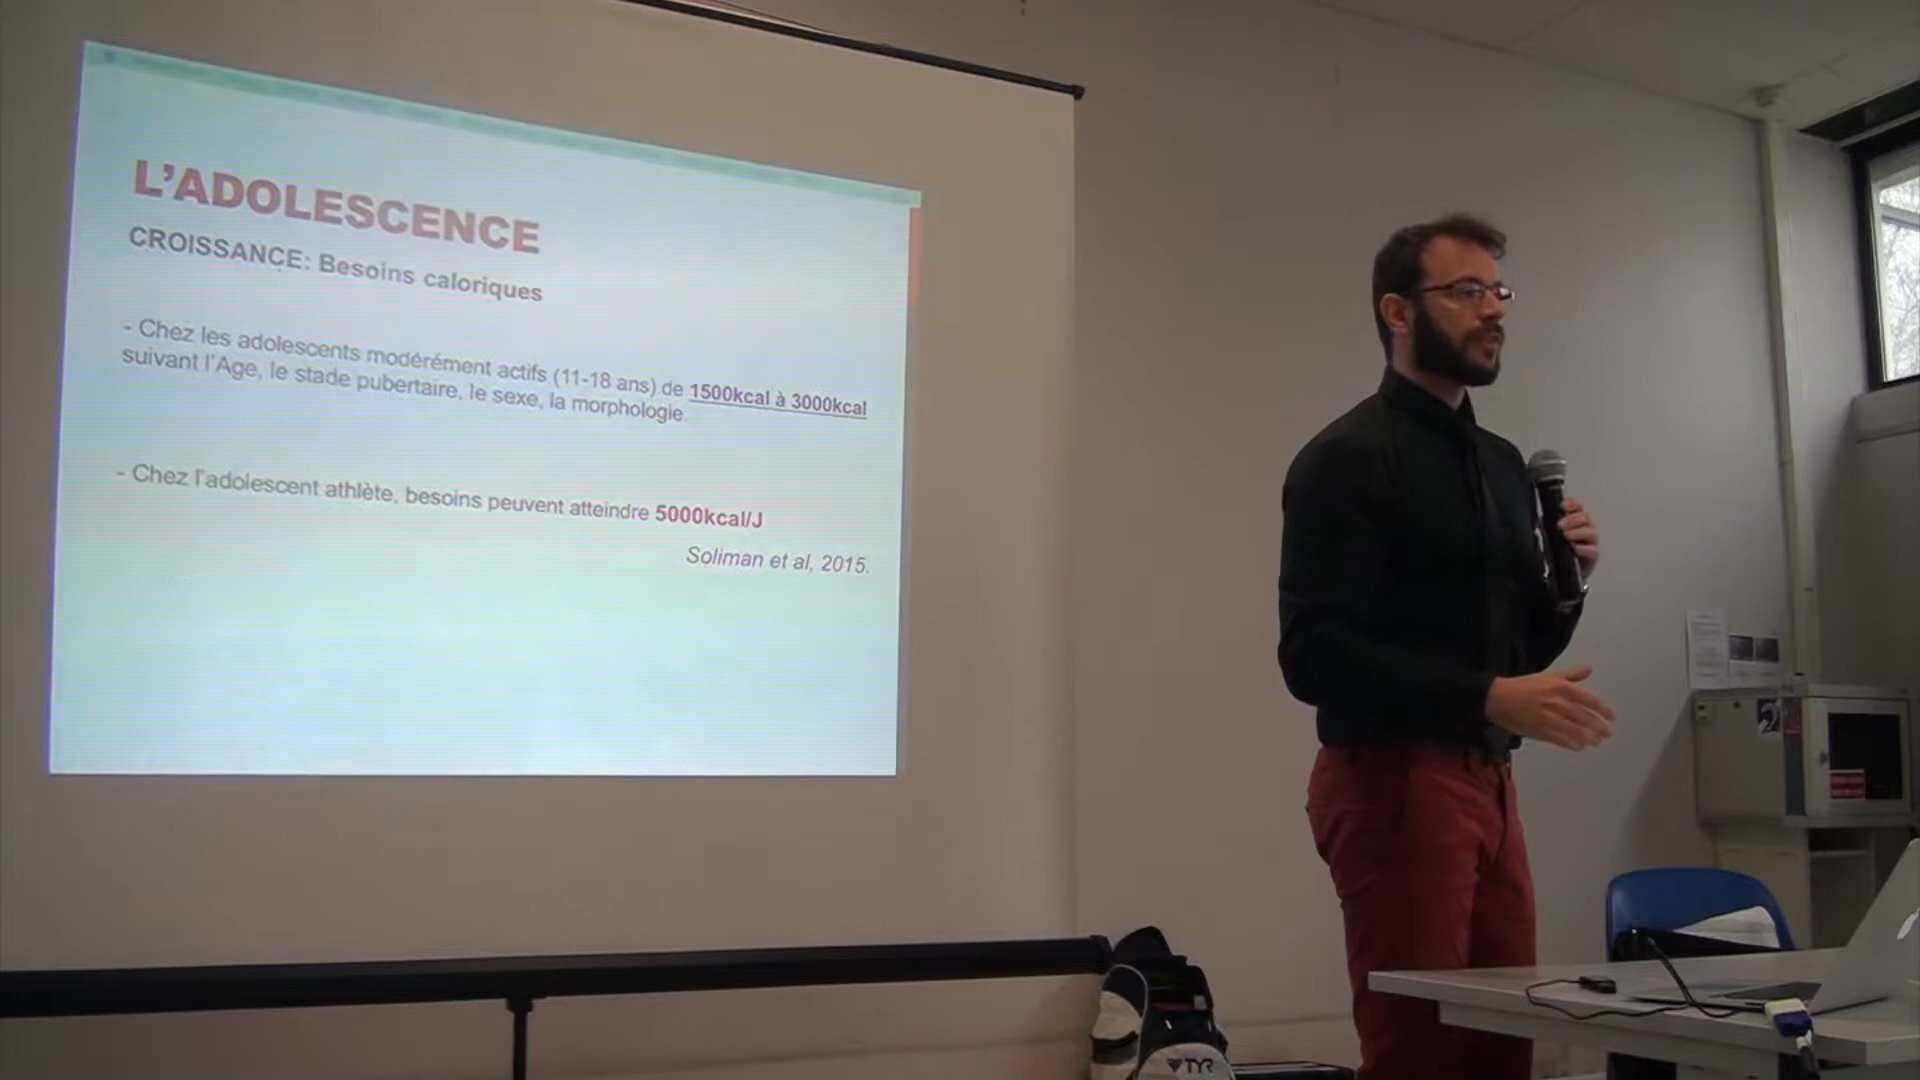 L'ADOLESCENCE
CROISSANCE: Besoins caloriques
- Chez les adolescents modérément actifs (11-18 ans) de 1500kcal à 3000kcal
suivant l'Age, le stade pubertaire, le sexe, la morphologie.
- Chez l'adolescent athlète, besoins peuvent atteindre 5000kcal/J
Soliman et al, 2015.
TYR